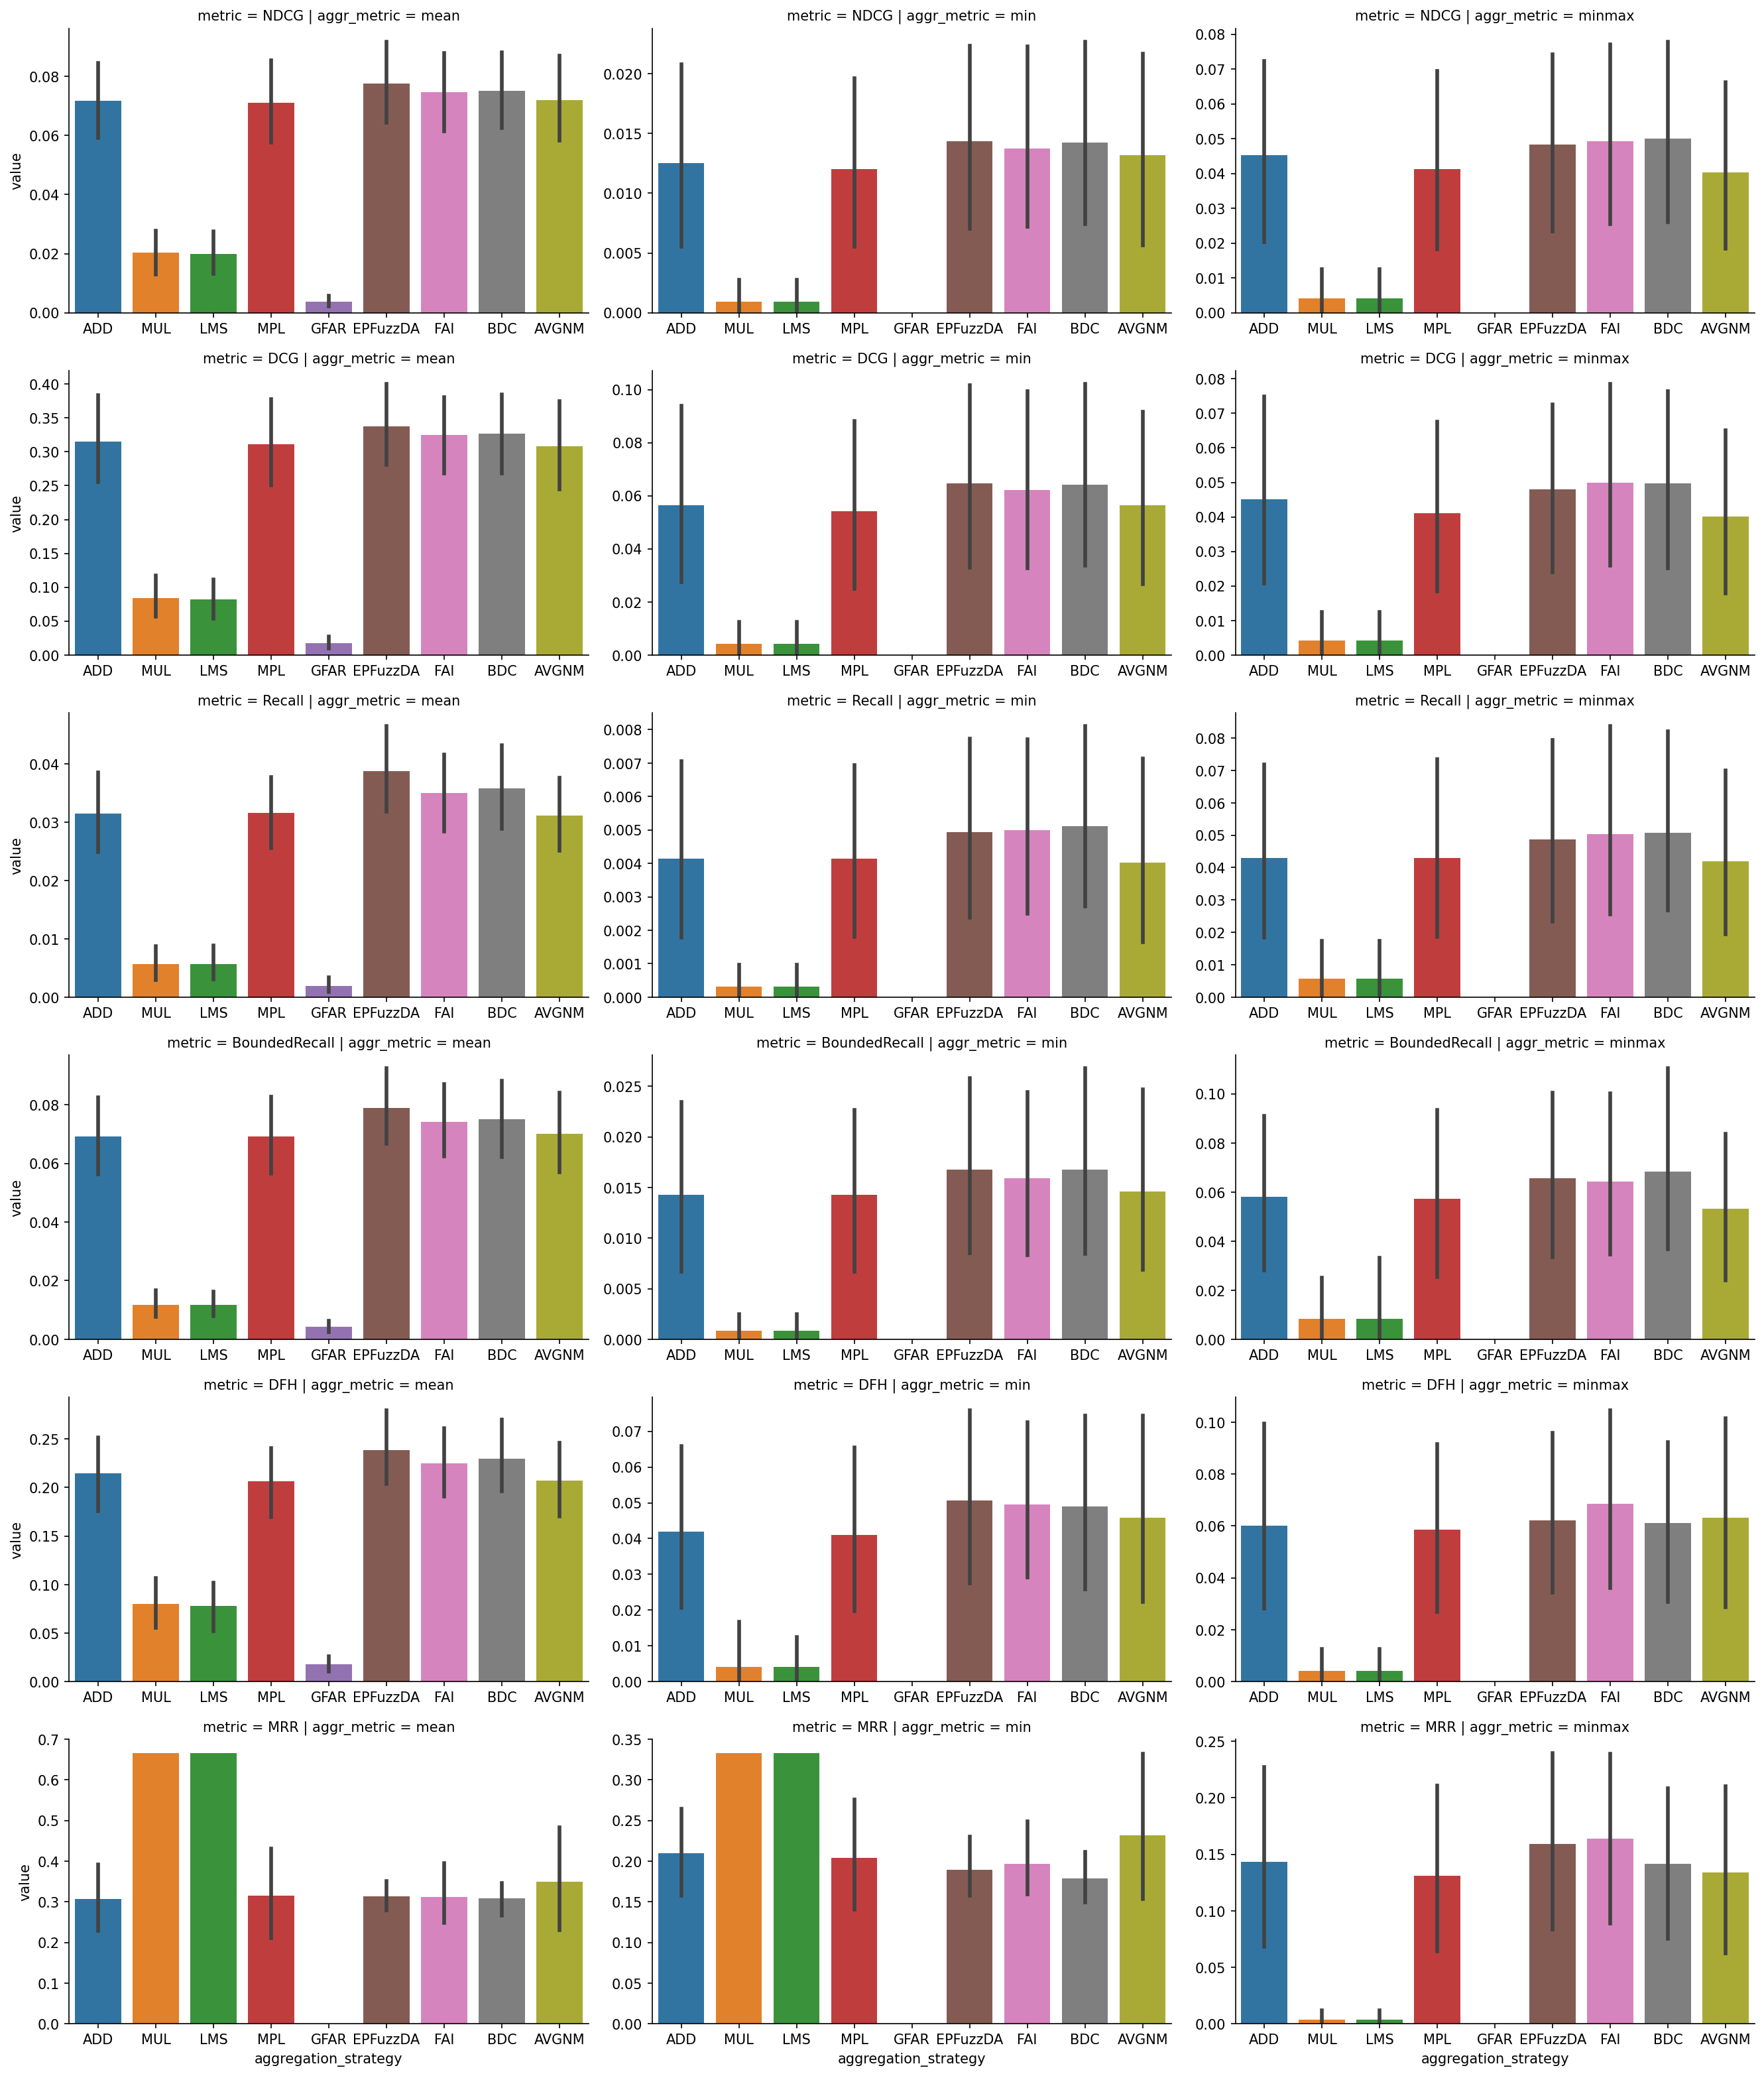 metric = NDCG | aggr_metric = mean
metric = NDCG | aggr_metric = min
metric = NDCG | aggr_metric = minmax
0.08
0.06
0.04
0.02
0.00
value
0.020
0.015
0.010
0.005
0.000
0.08
0.07
0.06
0.05
0.04
0.03
0.02
0.01
0.00
ADD MUL LMS MPL GFAR EPFuzzDA FAI BDC AVGNM
ADD MUL LMS MPL GFAR EPFuzzDA FAI BDC AVGNM
ADD MUL LMS MPL GFAR EPFuzzDA FAI BDC AVGNM
metric = DCG | aggr_metric = mean
metric = DCG | aggr_metric = min
metric = DCG | aggr_metric = minmax
0.40
0.35
0.30
0.25
0.20
0.15
0.10
0.05
0.00
value
0.10
0.08
0.06
0.04
0.02
0.00
0.08
0.07
0.06
0.05
0.04
0.03
0.02
0.01
0.00
ADD MUL LMS MPL GFAR EPFuzzDA FAI BDC AVGNM
ADD MUL LMS MPL GFAR EPFuzzDA FAI BDC AVGNM
ADD MUL LMS MPL GFAR EPFuzzDA FAI BDC AVGNM
metric = Recall | aggr_metric = mean
metric = Recall | aggr_metric = min
metric = Recall | aggr_metric = minmax
0.04
0.03
0.02
0.01
0.00
value
0.008
0.007
0.006
0.005
0.004
0.003
0.002
0.001
0.000
0.08
0.07
0.06
0.05
0.04
0.03
0.02
0.01
0.00
ADD MUL LMS MPL GFAR EPFuzzDA FAI BDC AVGNM
ADD MUL LMS MPL GFAR EPFuzzDA FAI BDC AVGNM
ADD MUL LMS MPL GFAR EPFuzzDA FAI BDC AVGNM
metric = BoundedRecall | aggr_metric = mean
metric = BoundedRecall | aggr_metric = min
metric = BoundedRecall | aggr_metric = minmax
0.08
0.06
0.04
0.02
0.00
value
0.025
0.020
0.015
0.010
0.005
0.000
0.10
0.08
0.06
0.04
0.02
0.00
ADD MUL LMS MPL GFAR EPFuzzDA FAI BDC AVGNM
ADD MUL LMS MPL GFAR EPFuzzDA FAI BDC AVGNM
ADD MUL LMS MPL GFAR EPFuzzDA FAI BDC AVGNM
metric = DFH | aggr_metric = mean
metric = DFH | aggr_metric = min
metric = DFH | aggr_metric = minmax
0.25
0.20
0.15
0.10
0.05
0.00
value
0.07
0.06
0.05
0.04
0.03
0.02
0.01
0.00
0.10
0.08
0.06
0.04
0.02
0.00
ADD MUL LMS MPL GFAR EPFuzzDA FAI BDC AVGNM
ADD MUL LMS MPL GFAR EPFuzzDA FAI BDC AVGNM
ADD MUL LMS MPL GFAR EPFuzzDA FAI BDC AVGNM
metric = MRR | aggr_metric = mean
metric = MRR | aggr_metric = min
metric = MRR | aggr_metric = minmax
0.7
0.6
0.5
0.4
0.3
0.2
0.1
0.0
value
0.35
0.30
0.25
0.20
0.15
0.10
0.05
0.00
0.25
0.20
0.15
0.10
0.05
0.00
ADD MUL LMS MPL GFAR EPFuzzDA FAI BDC AVGNM
ADD MUL LMS MPL GFAR EPFuzzDA FAI BDC AVGNM
ADD MUL LMS MPL GFAR EPFuzzDA FAI BDC AVGNM
aggregation_strategy
aggregation_strategy
aggregation_strategy